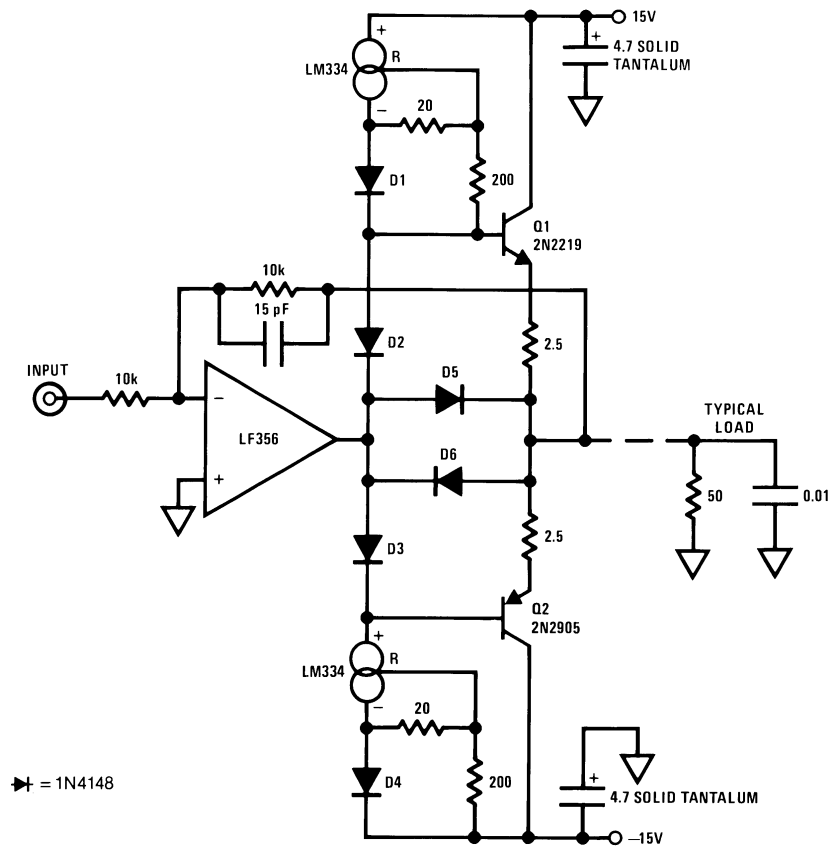 15V
+
R
LM334
−
+
4.7 SOLID
TANTALUM
20
D1
200
Q1
2N2219
10k
15 pF
D2
2.5
INPUT
10k
−
LF356
+
D5
D6
TYPICAL
LOAD
50
0.01
D3
2.5
Q2
2N2905
+
R
LM334
−
20
D4
200
+
4.7 SOLID TANTALUM
= 1N4148
−15V